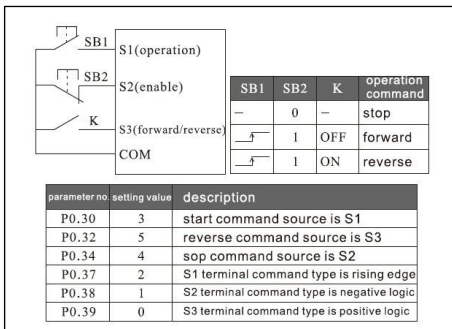 SB1
S1(operation)
SB2
S2(enable)
K
S3(forward/reverse)
COM
SB1 SB2 K operation command
– 0 – stop
1 OFF forward
1 ON reverse
parameter no. setting value description
P0.30 3 start command source is S1
P0.32 5 reverse command source is S3
P0.34 4 sop command source is S2
P0.37 2 S1 terminal command type is rising edge
P0.38 1 S2 terminal command type is negative logic
P0.39 0 S3 terminal command type is positive logic